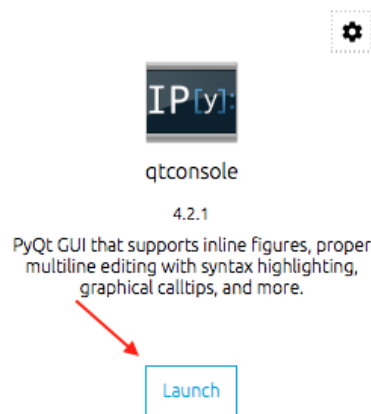 IP[y]:
qtconsole
4.2.1
PyQt GUI that supports inline figures, proper
multiline editing with syntax highlighting,
graphical calltips, and more.
Launch